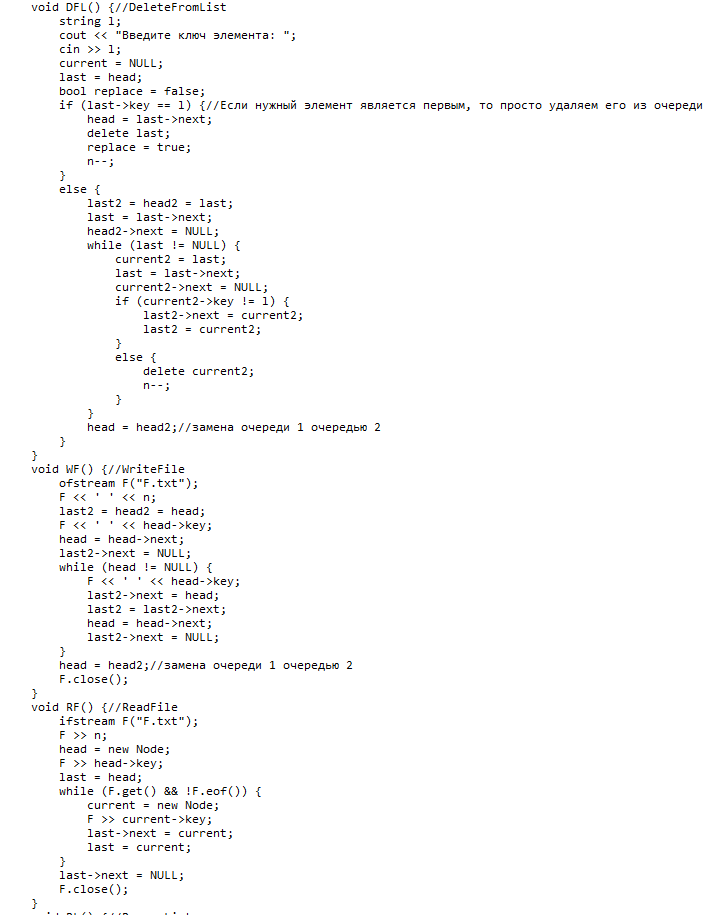 void DFL() {//DeleteFromList
string l;
cout << "Введите ключ элемента: ";
cin >> l;
current = NULL;
last = head;
bool replace = false;
if (last->key == l) {//Если нужный элемент является первым, то просто удаляем его из очереди
head = last->next;
delete last;
replace = true;
n--;
}
else {
last2 = head2 = last;
last = last->next;
head2->next = NULL;
while (last != NULL) {
current2 = last;
last = last->next;
current2->next = NULL;
if (current2->key != l) {
last2->next = current2;
last2 = current2;
}
else {
delete current2;
n--;
}
}
head = head2;//замена очереди 1 очередью 2
}
}
void WF() {//WriteFile
ofstream F("F.txt");
F << ' ' << n;
last2 = head2 = head;
F << ' ' << head->key;
head = head->next;
last2->next = NULL;
while (head != NULL) {
F << ' ' << head->key;
last2->next = head;
last2 = last2->next;
head = head->next;
last2->next = NULL;
}
head = head2;//замена очереди 1 очередью 2
F.close();
}
void RF() {//ReadFile
ifstream F("F.txt");
F >> n;
head = new Node;
F >> head->key;
last = head;
while (F.get() && !F.eof()) {
current = new Node;
F >> current->key;
last->next = current;
last = current;
}
last->next = NULL;
F.close();
}